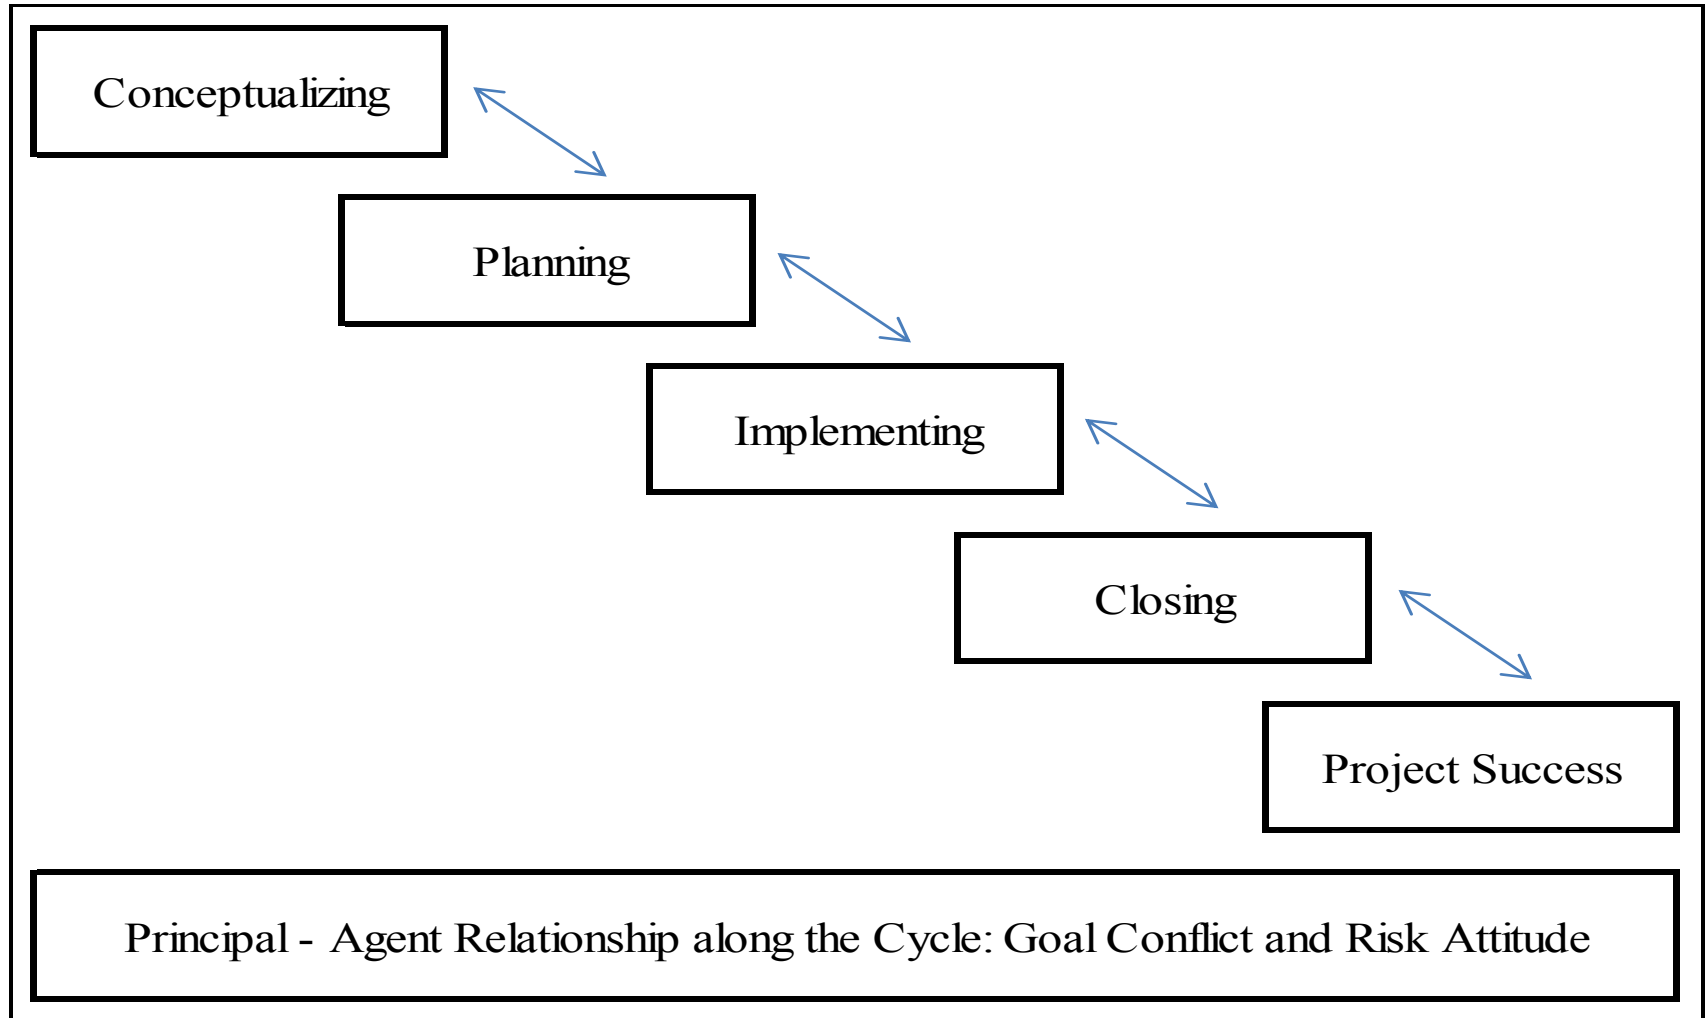 Conceptualizing
Planning
Implementing
Closing
Project Success
Principal - Agent Relationship along the Cycle: Goal Conflict and Risk Attitude